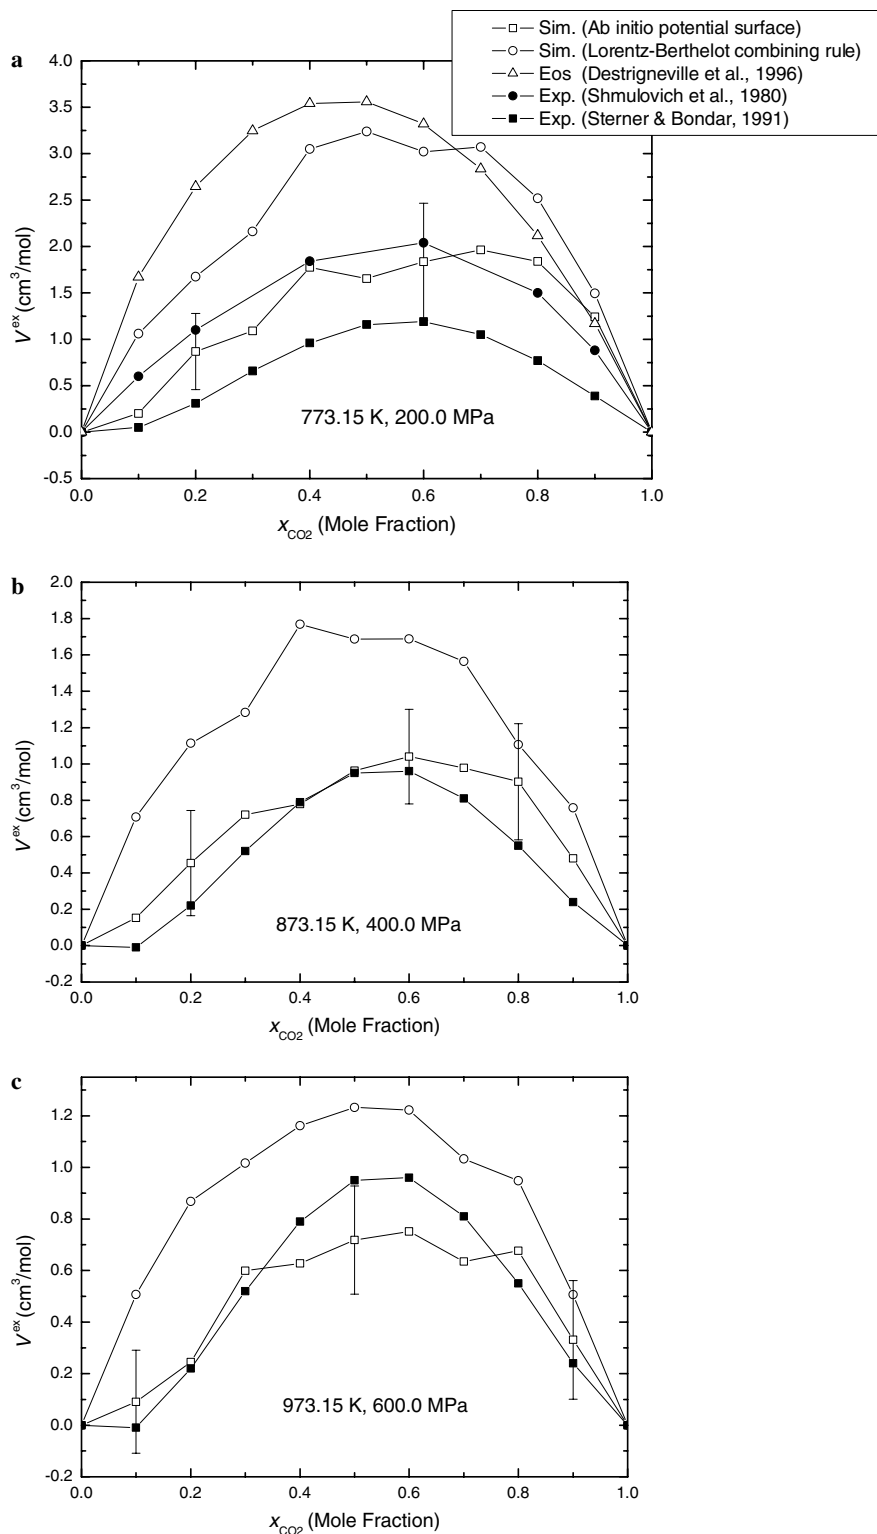 Sim. (Ab initio potential surface)
Sim. (Lorentz-Berthelot combining rule)
Eos (Destrigneville et al., 1996)
Exp. (Shmulovich et al., 1980)
Exp. (Sterner & Bondar, 1991)
a
4.0
3.5
3.0
2.5
2.0
1.5
1.0
0.5
0.0
-0.5
V^ex (cm³/mol)
773.15 K, 200.0 MPa
0.0 0.2 0.4 0.6 0.8 1.0
x_CO2 (Mole Fraction)
b
2.0
1.8
1.6
1.4
1.2
1.0
0.8
0.6
0.4
0.2
0.0
-0.2
V^ex (cm³/mol)
873.15 K, 400.0 MPa
0.0 0.2 0.4 0.6 0.8 1.0
x_CO2 (Mole Fraction)
c
1.2
1.0
0.8
0.6
0.4
0.2
0.0
-0.2
V^ex (cm³/mol)
973.15 K, 600.0 MPa
0.0 0.2 0.4 0.6 0.8 1.0
x_CO2 (Mole Fraction)